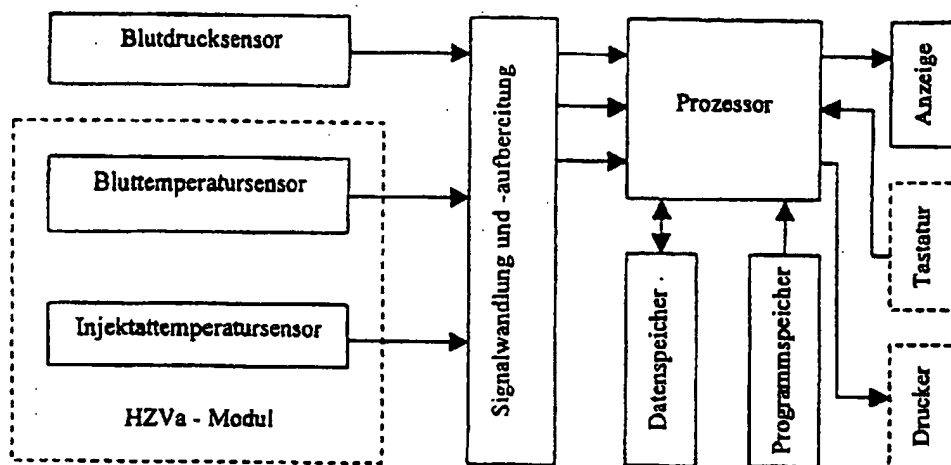 Blutdrucksensor
Bluttemperatursensor
Injektattemperatursensor
HZVa - Modul
Signalwandlung und -aufbereitung
Prozessor
Datenspeicher
Programmspeicher
Anzeige
Tastatur
Drucker